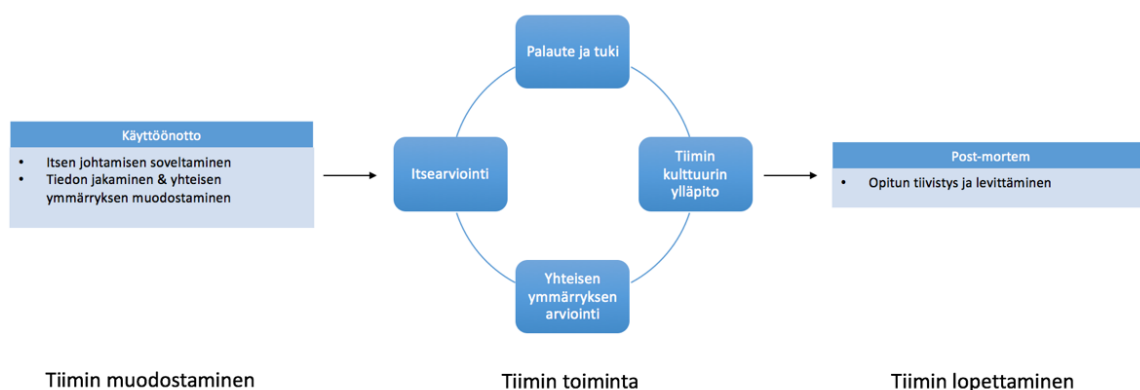 Käyttöönotto
• Itsen johtamisen soveltaminen
• Tiedon jakaminen & yhteisen
ymmärryksen muodostaminen
Palaute ja tuki
Itsearviointi
Tiimin
kulttuurin
ylläpito
Yhteisen
ymmärryksen
arviointi
Post-mortem
• Opitun tiivistys ja levittäminen
Tiimin muodostaminen
Tiimin toiminta
Tiimin lopettaminen